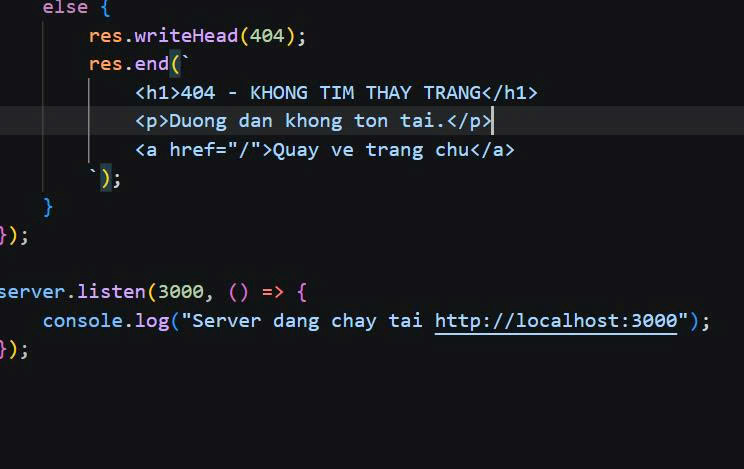 else {
res.writeHead(404);
res.end(`
<h1>404 - KHONG TIM THAY TRANG</h1>
<p>Duong dan khong ton tai.</p>
<a href="/">Quay ve trang chu</a>
`);
}
});
server.listen(3000, () => {
console.log("Server dang chay tai http://localhost:3000");
});